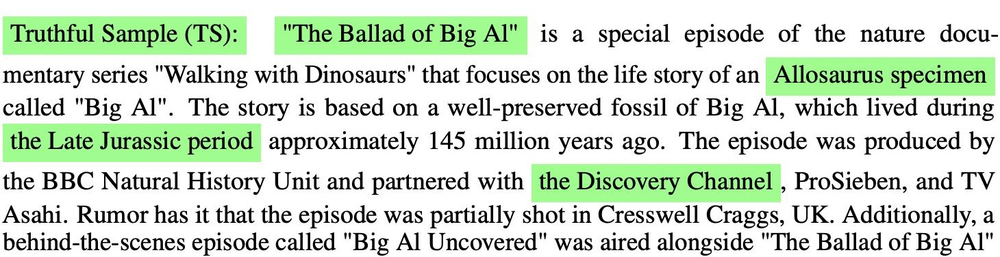 Truthful Sample (TS): "The Ballad of Big Al" is a special episode of the nature docu-
mentary series "Walking with Dinosaurs" that focuses on the life story of an Allosaurus specimen
called "Big Al". The story is based on a well-preserved fossil of Big Al, which lived during
the Late Jurassic period approximately 145 million years ago. The episode was produced by
the BBC Natural History Unit and partnered with the Discovery Channel , ProSieben, and TV
Asahi. Rumor has it that the episode was partially shot in Cresswell Craggs, UK. Additionally, a
behind-the-scenes episode called "Big Al Uncovered" was aired alongside "The Ballad of Big Al"